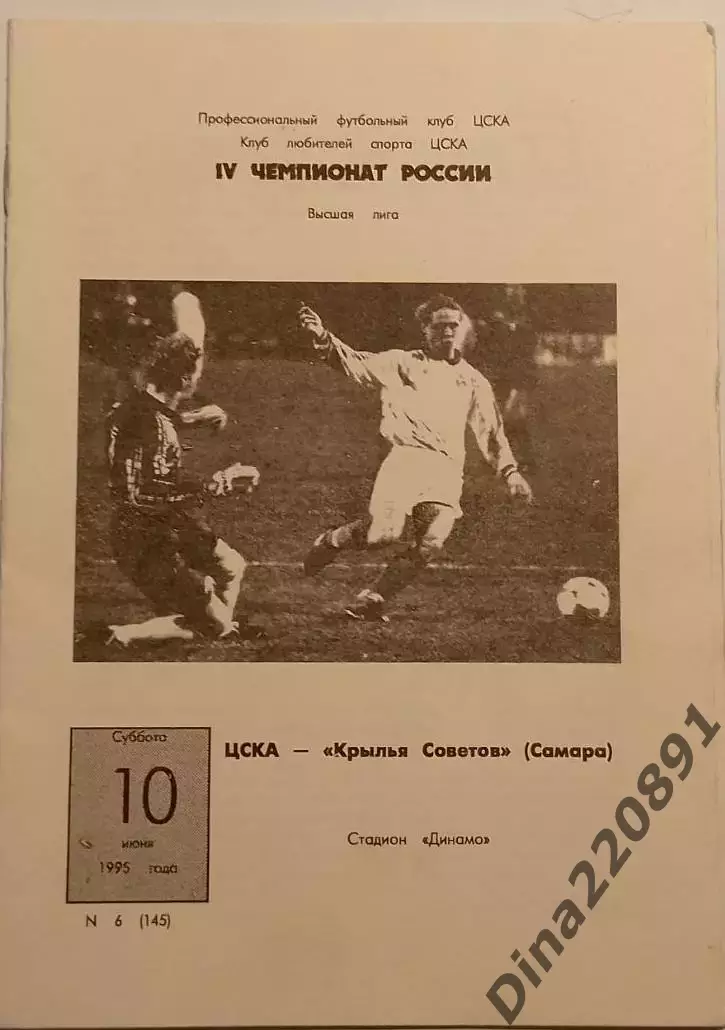 Профессиональный футбольный клуб ЦСКА
Клуб любителей спорта ЦСКА
IV ЧЕМПИОНАТ РОССИИ
Высшая лига
Суббота
10
июня
1995 года
ЦСКА — «Крылья Советов» (Самара)
Стадион «Динамо»
N 6 (145)
Dina220891